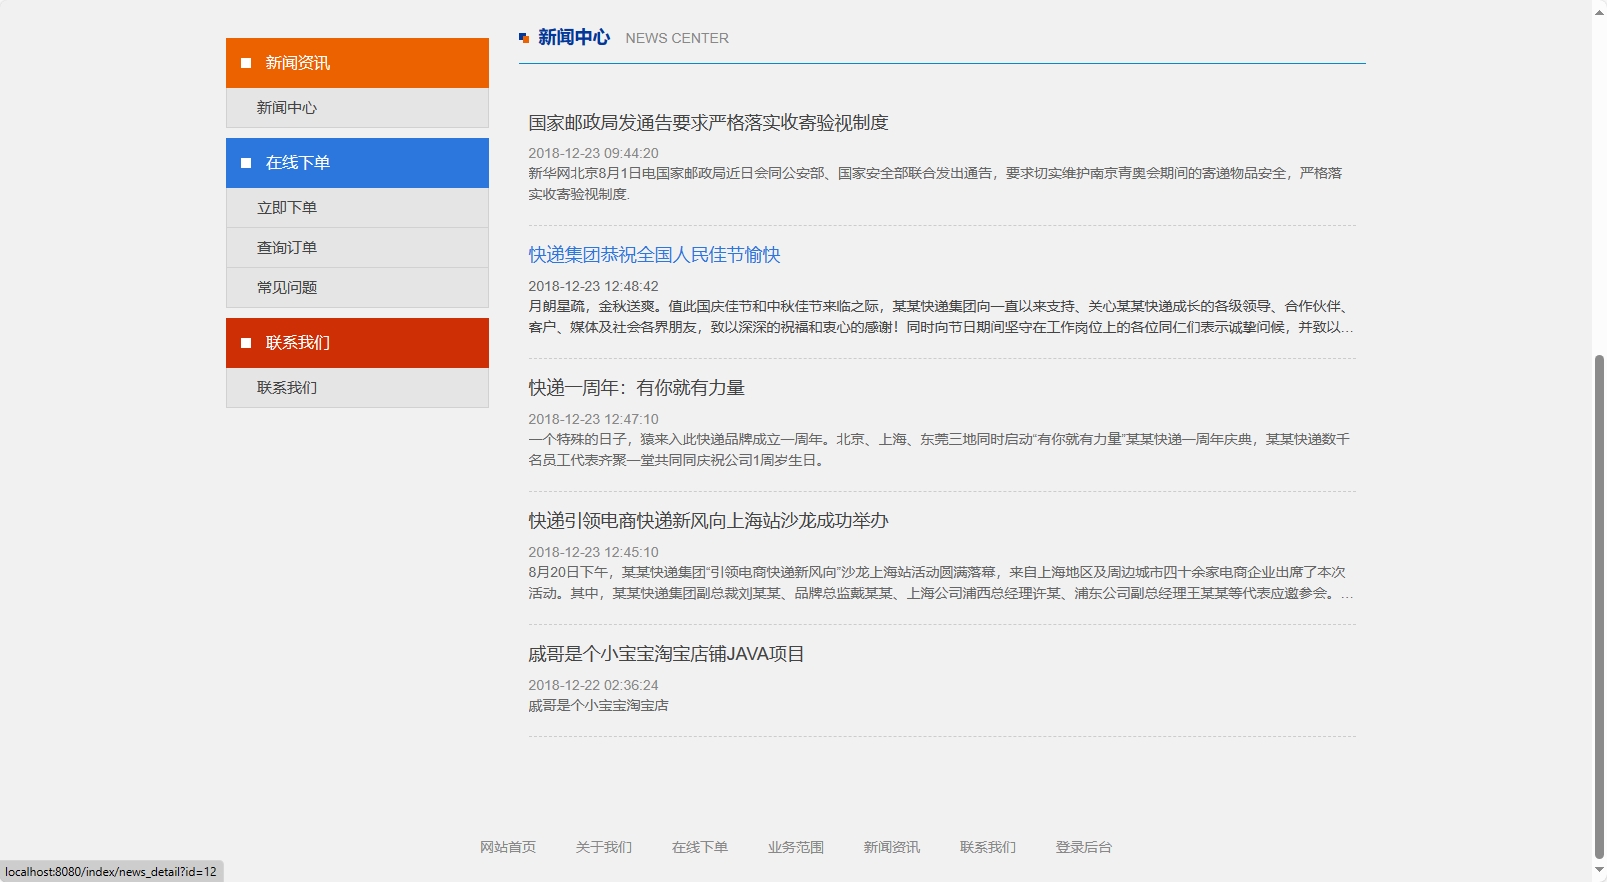 新闻资讯
新闻中心
在线下单
立即下单
查询订单
常见问题
联系我们
联系我们
新闻中心 NEWS CENTER
国家邮政局发通告要求严格落实收寄验视制度
2018-12-23 09:44:20
新华网北京8月1日电国家邮政局近日会同公安部、国家安全部联合发出通告，要求切实维护南京青奥会期间的寄递物品安全，严格落
实收寄验视制度.
快递集团恭祝全国人民佳节愉快
2018-12-23 12:48:42
月朗星疏，金秋送爽。值此国庆佳节和中秋佳节来临之际，某某快递集团向一直以来支持、关心某某快递成长的各级领导、合作伙伴、
客户、媒体及社会各界朋友，致以深深的祝福和衷心的感谢！同时向节日期间坚守在工作岗位上的各位同仁们表示诚挚问候，并致以…
快递一周年：有你就有力量
2018-12-23 12:47:10
一个特殊的日子，猿来入此快递品牌成立一周年。北京、上海、东莞三地同时启动“有你就有力量”某某快递一周年庆典，某某快递数千
名员工代表齐聚一堂共同同庆祝公司1周岁生日。
快递引领电商快递新风向上海站沙龙成功举办
2018-12-23 12:45:10
8月20日下午，某某快递集团“引领电商快递新风向”沙龙上海站活动圆满落幕，来自上海地区及周边城市四十余家电商企业出席了本次
活动。其中，某某快递集团副总裁刘某某、品牌总监戴某某、上海公司浦西总经理许某、浦东公司副总经理王某某等代表应邀参会。…
戚哥是个小宝宝淘宝店铺JAVA项目
2018-12-22 02:36:24
戚哥是个小宝宝淘宝店
网站首页 关于我们 在线下单 业务范围 新闻资讯 联系我们 登录后台
localhost:8080/index/news_detail?id=12